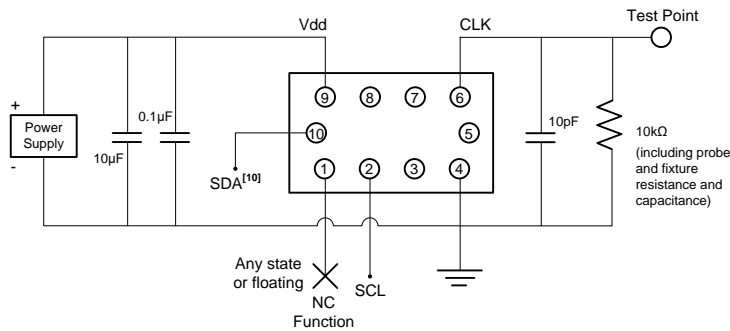 Vdd
CLK
Test Point
+
Power
Supply
-
10µF
0.1µF
9
8
7
6
10
5
1
2
3
4
SDA[10]
10pF
10kΩ
(including probe
and fixture
resistance and
capacitance)
Any state
or floating
NC
Function
SCL